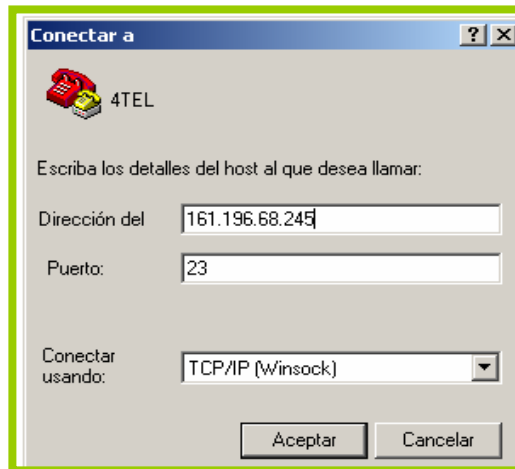 Conectar a
4TEL
Escriba los detalles del host al que desea llamar:
Dirección del 161.196.68.245
Puerto: 23
Conectar
usando: TCP/IP (Winsock)
Aceptar Cancelar